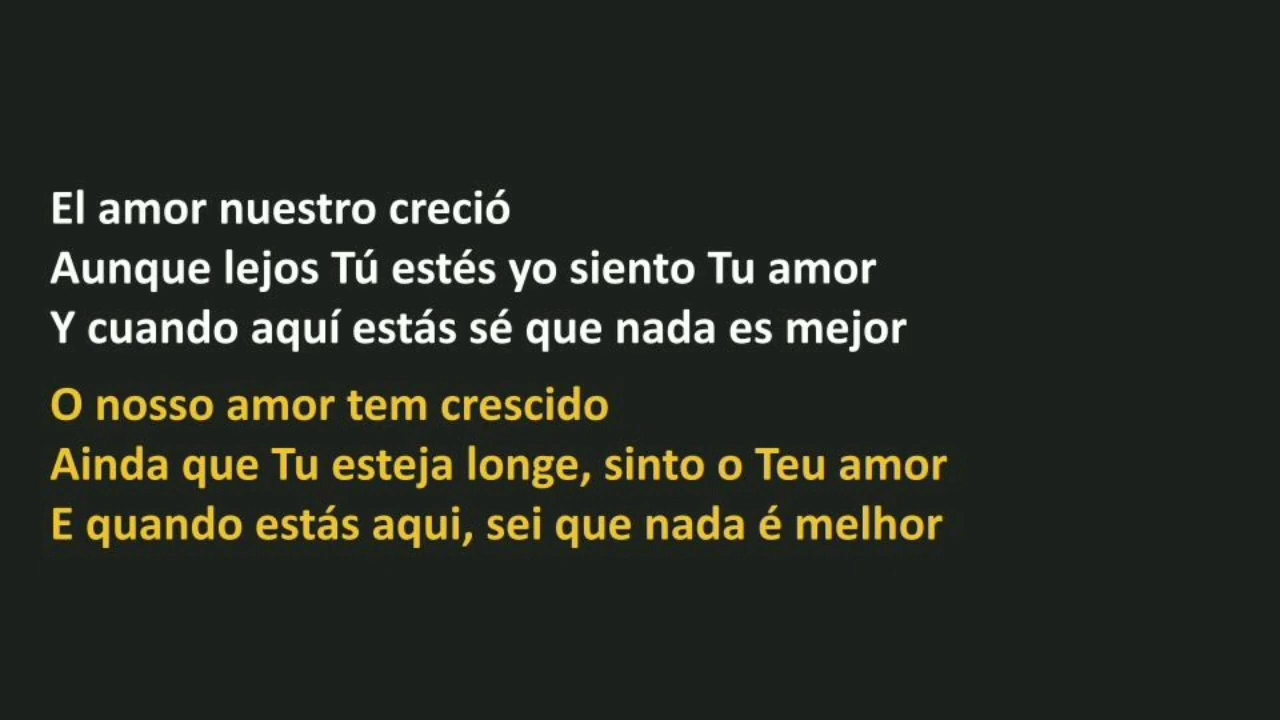 El amor nuestro creció
Aunque lejos Tú estés yo siento Tu amor
Y cuando aquí estás sé que nada es mejor
O nosso amor tem crescido
Ainda que Tu esteja longe, sinto o Teu amor
E quando estás aqui, sei que nada é melhor